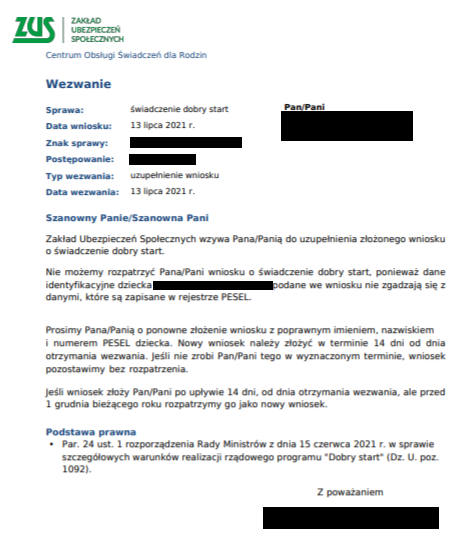 ZUS
ZAKŁAD
UBEZPIECZEŃ
SPOŁECZNYCH
Centrum Obsługi Świadczeń dla Rodzin
Wezwanie
Sprawa: świadczenie dobry start
Pan/Pani
Data wniosku: 13 lipca 2021 r.
Znak sprawy:
Postępowanie:
Typ wezwania: uzupełnienie wniosku
Data wezwania: 13 lipca 2021 r.
Szanowny Panie/Szanowna Pani
Zakład Ubezpieczeń Społecznych wzywa Pana/Panią do uzupełnienia złożonego wniosku
o świadczenie dobry start.
Nie możemy rozpatrzyć Pana/Pani wniosku o świadczenie dobry start, ponieważ dane
identyfikacyjne dziecka podane we wniosku nie zgadzają się z
danymi, które są zapisane w rejestrze PESEL.
Prosimy Pana/Panią o ponowne złożenie wniosku z poprawnym imieniem, nazwiskiem
i numerem PESEL dziecka. Nowy wniosek należy złożyć w terminie 14 dni od dnia
otrzymania wezwania. Jeśli nie zrobi Pan/Pani tego w wyznaczonym terminie, wniosek
pozostawimy bez rozpatrzenia.
Jeśli wniosek złoży Pan/Pani po upływie 14 dni, od dnia otrzymania wezwania, ale przed
1 grudnia bieżącego roku rozpatrzymy go jako nowy wniosek.
Podstawa prawna
• Par. 24 ust. 1 rozporządzenia Rady Ministrów z dnia 15 czerwca 2021 r. w sprawie
szczegółowych warunków realizacji rządowego programu "Dobry start" (Dz. U. poz.
1092).
Z poważaniem